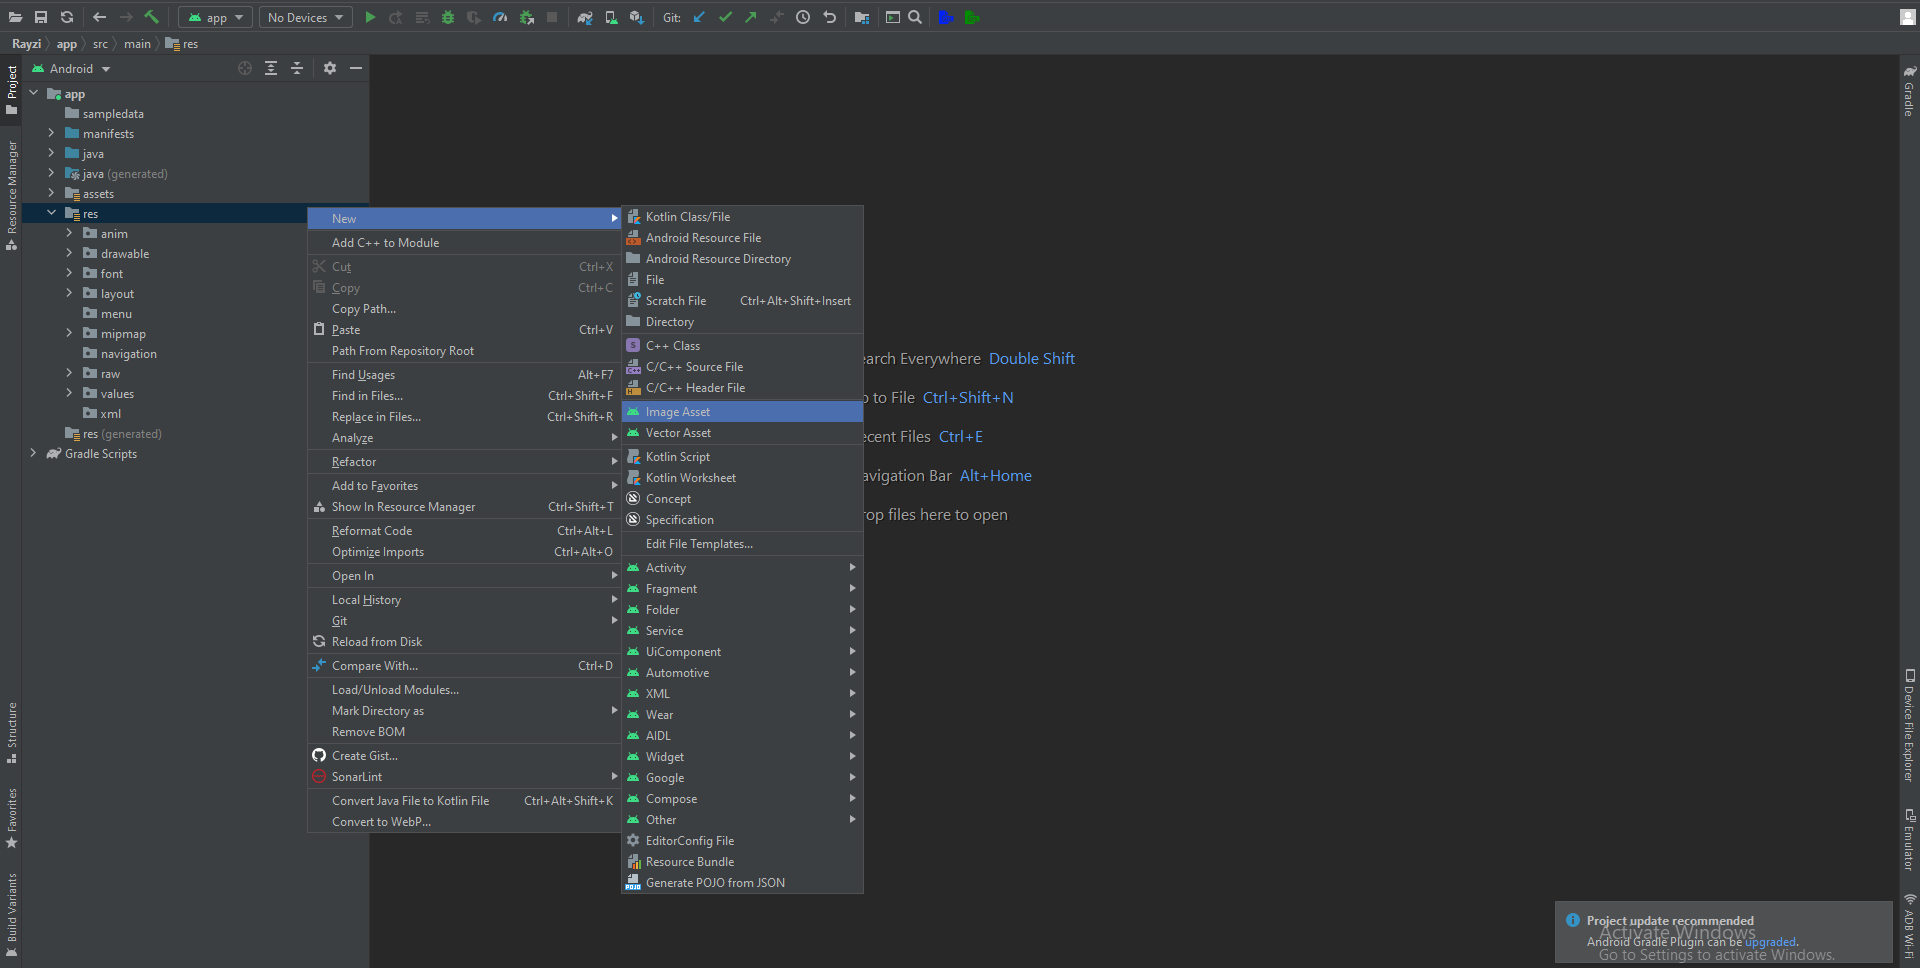 app
No Devices
Git:
Rayzi
app
src
main
res
Project
Resource Manager
Structure
Favorites
Build Variants
Android
app
sampledata
manifests
java
java (generated)
assets
res
anim
drawable
font
layout
menu
mipmap
navigation
raw
values
xml
res (generated)
Gradle Scripts
New
Add C++ to Module
Cut Ctrl+X
Copy Ctrl+C
Copy Path...
Paste Ctrl+V
Path From Repository Root
Find Usages Alt+F7
Find in Files... Ctrl+Shift+F
Replace in Files... Ctrl+Shift+R
Analyze
Refactor
Add to Favorites
Show In Resource Manager Ctrl+Shift+T
Reformat Code Ctrl+Alt+L
Optimize Imports Ctrl+Alt+O
Open In
Local History
Git
Reload from Disk
Compare With... Ctrl+D
Load/Unload Modules...
Mark Directory as
Remove BOM
Create Gist...
SonarLint
Convert Java File to Kotlin File Ctrl+Alt+Shift+K
Convert to WebP...
Kotlin Class/File
Android Resource File
Android Resource Directory
File
Scratch File Ctrl+Alt+Shift+Insert
Directory
S C++ Class
C++ C/C++ Source File
H C/C++ Header File
Image Asset
Vector Asset
Kotlin Script
Kotlin Worksheet
Concept
Specification
Edit File Templates...
Activity
Fragment
Folder
Service
UiComponent
Automotive
XML
Wear
AIDL
Widget
Google
Compose
Other
EditorConfig File
Resource Bundle
POJO Generate POJO from JSON
earch Everywhere Double Shift
o to File Ctrl+Shift+N
ecent Files Ctrl+E
avigation Bar Alt+Home
rop files here to open
Gradle
Device File Explorer
Emulator
ADB Wi-Fi
Project update recommended
Android Gradle Plugin can be upgraded.
Activate Windows
Go to Settings to activate Windows.